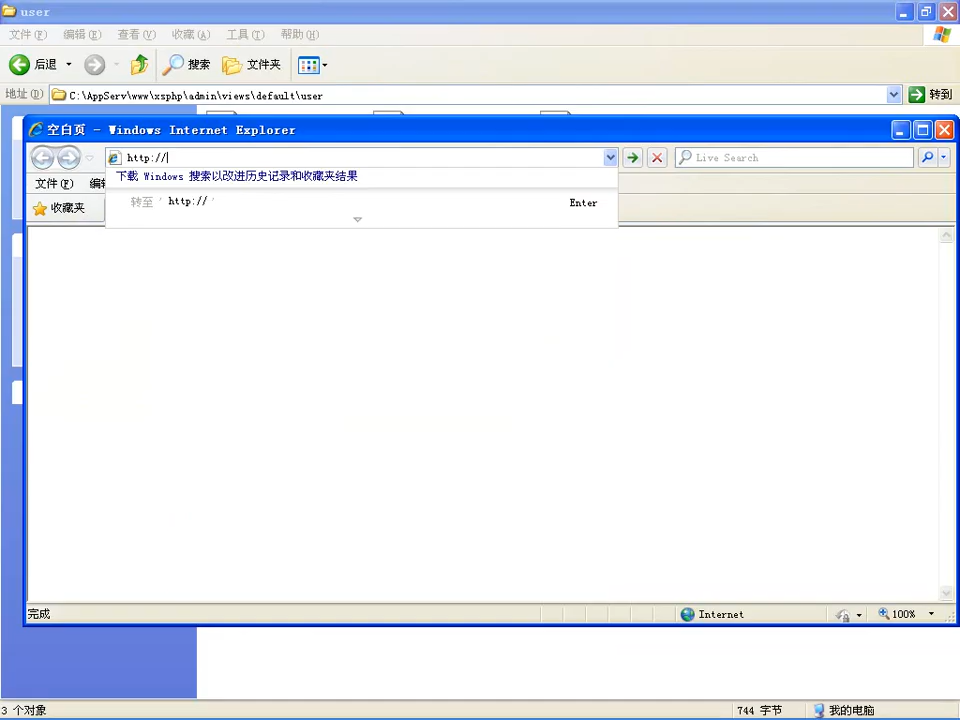 user
文件(F) 编辑(E) 查看(V) 收藏(A) 工具(T) 帮助(H)
后退 搜索 文件夹
地址(D) C:\AppServ\www\xsphp\admin\views\default\user 转到
空白页 - Windows Internet Explorer
http:// Live Search
下载 Windows 搜索以改进历史记录和收藏夹结果
文件(F) 编辑
转至 ' http:// ' Enter
收藏夹
完成 Internet 100%
3 个对象 744 字节 我的电脑